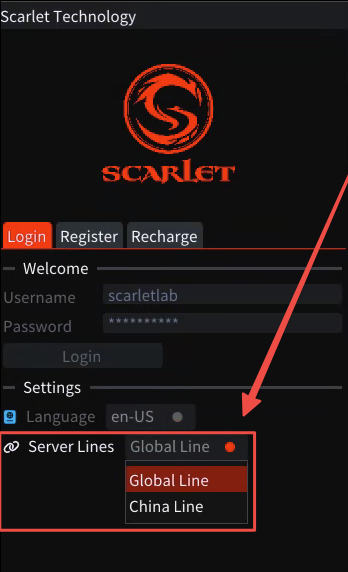 Scarlet Technology
SCARLET
Login Register Recharge
Welcome
Username scarletlab
Password **********
Login
Settings
Language en-US
Server Lines Global Line
Global Line
China Line